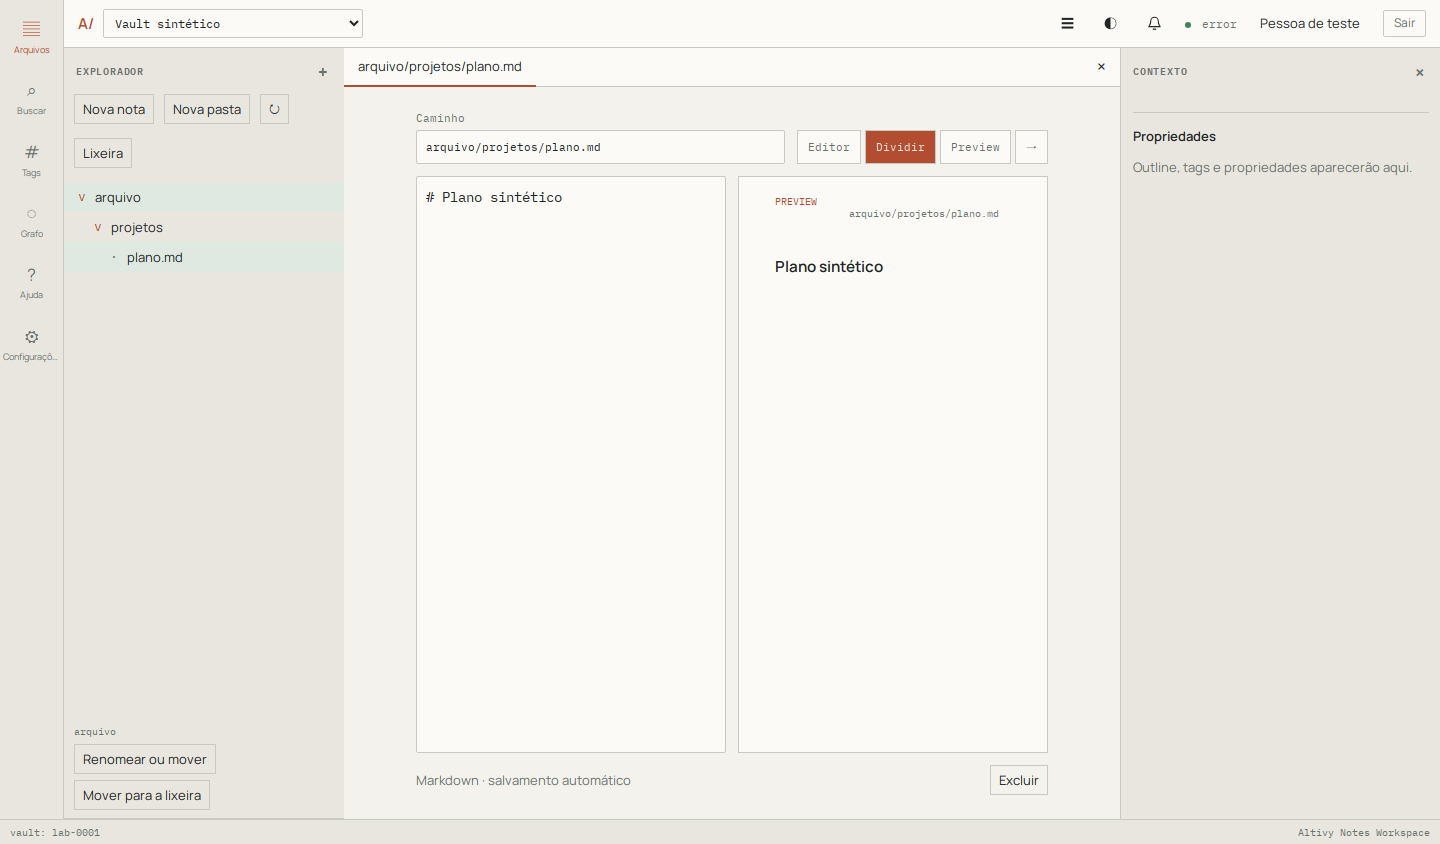 Arquivos
Buscar
Tags
Grafo
? 
Ajuda
Configuraçõ…
A/
Vault sintético
error
Pessoa de teste
Sair
EXPLORADOR
+
Nova nota
Nova pasta
Lixeira
v arquivo
v projetos
· plano.md
arquivo
Renomear ou mover
Mover para a lixeira
arquivo/projetos/plano.md
×
Caminho
arquivo/projetos/plano.md
Editor
Dividir
Preview
→
# Plano sintético
PREVIEW
arquivo/projetos/plano.md
Plano sintético
Markdown · salvamento automático
Excluir
CONTEXTO
×
Propriedades
Outline, tags e propriedades aparecerão aqui.
vault: lab-0001
Altivy Notes Workspace